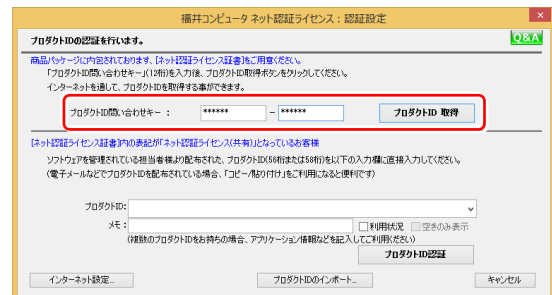 福井コンピュータ ネット認証ライセンス：認証設定
×
プロダクトIDの認証を行います。
Q&A
商品パッケージに内包されております、[ネット認証ライセンス証書]をご用意ください。
「プロダクトID問い合わせキー」(12桁)を入力後、プロダクトID取得ボタンをクリックしてください。
インターネットを通して、プロダクトIDを取得する事ができます。
プロダクトID問い合わせキー： ****** － ****** プロダクトID 取得
[ネット認証ライセンス証書]内の表記が「ネット認証ライセンス(共有)」となっているお客様
ソフトウェアを管理されている担当者様より配布された、プロダクトID(56桁または58桁)を以下の入力欄に直接入力してください。
(電子メールなどでプロダクトIDを配布されている場合、「コピー/貼り付け」をご利用になると便利です)
プロダクトID:
メモ: 利用状況 空きのみ表示
(複数のプロダクトIDをお持ちの場合、アプリケーション情報などを記入してご利用ください)
プロダクトID認証
インターネット設定... プロダクトIDのインポート... キャンセル